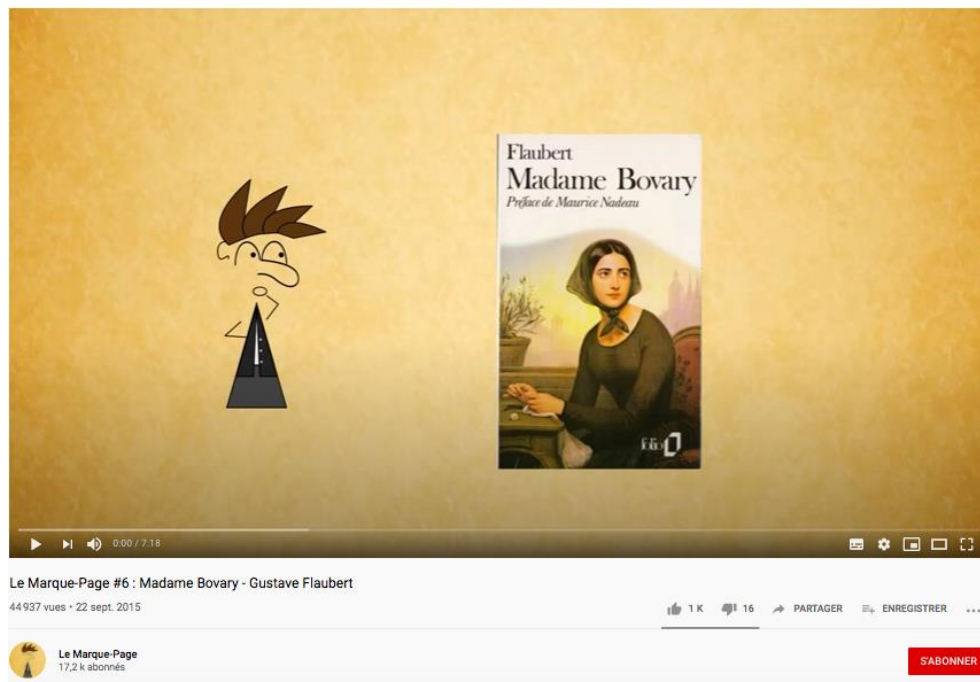 Flaubert
Madame Bovary
Préface de Maurice Nadeau
folio
0:00 / 7:18
Le Marque-Page #6 : Madame Bovary - Gustave Flaubert
44 937 vues • 22 sept. 2015
1 K 16 PARTAGER ENREGISTRER ...
Le Marque-Page
17,2 k abonnés
S'ABONNER